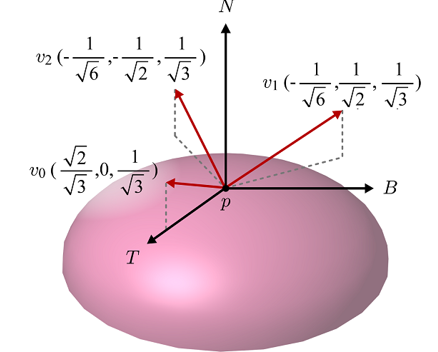 N
v₂ (-1/√6, -1/√2, 1/√3)
v₁ (-1/√6, 1/√2, 1/√3)
v₀ (√2/√3, 0, 1/√3)
B
p
T